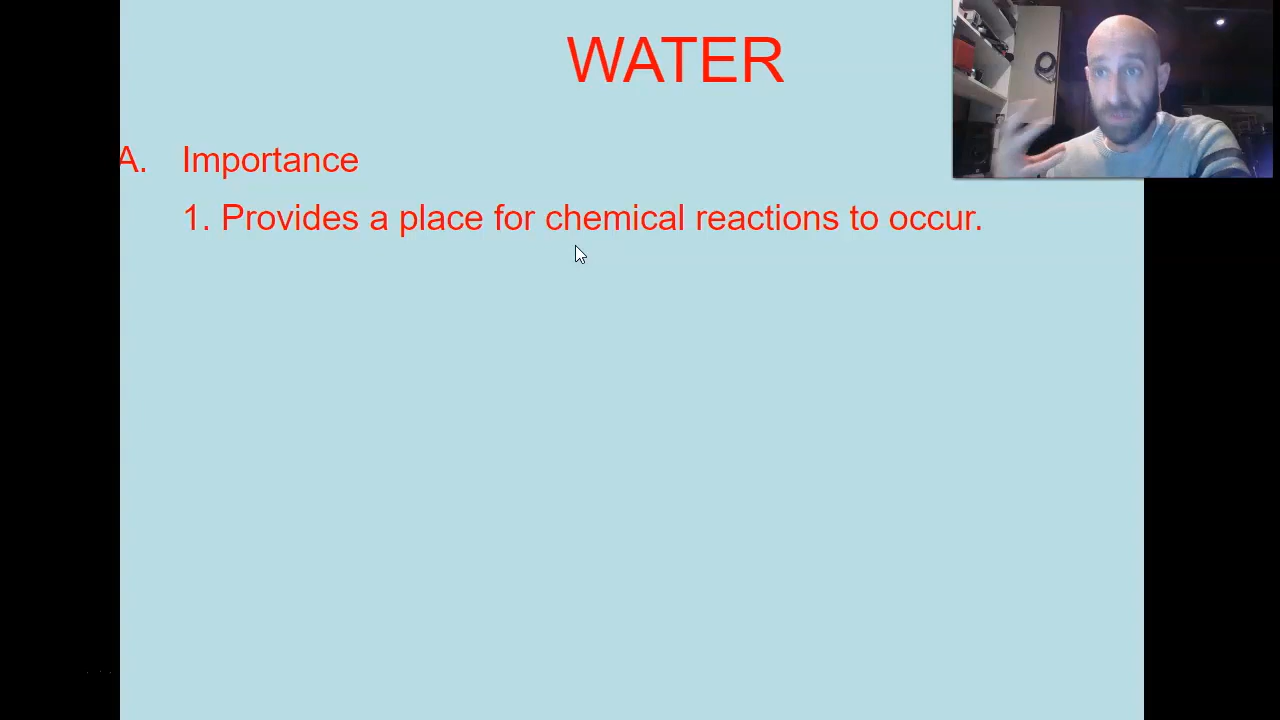 WATER
A. Importance
1. Provides a place for chemical reactions to occur.